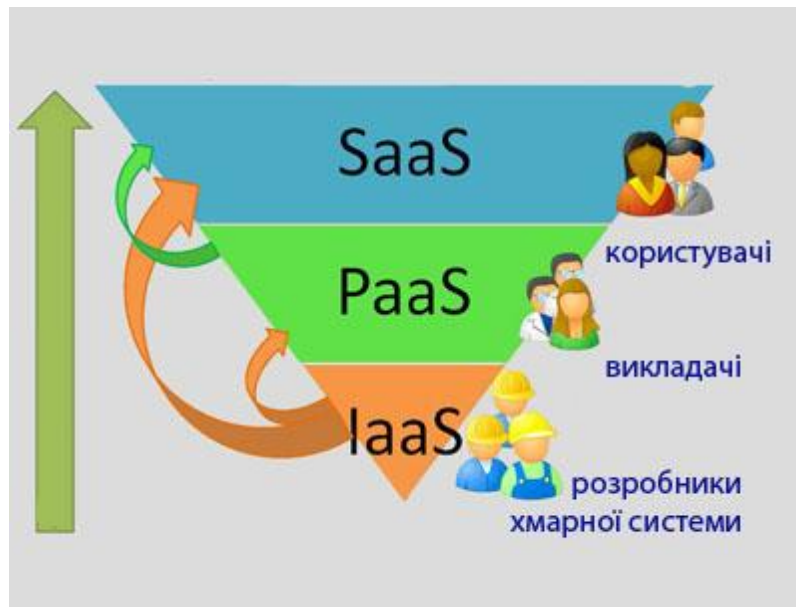 SaaS
користувачі
PaaS
викладачі
IaaS
розробники
хмарної системи